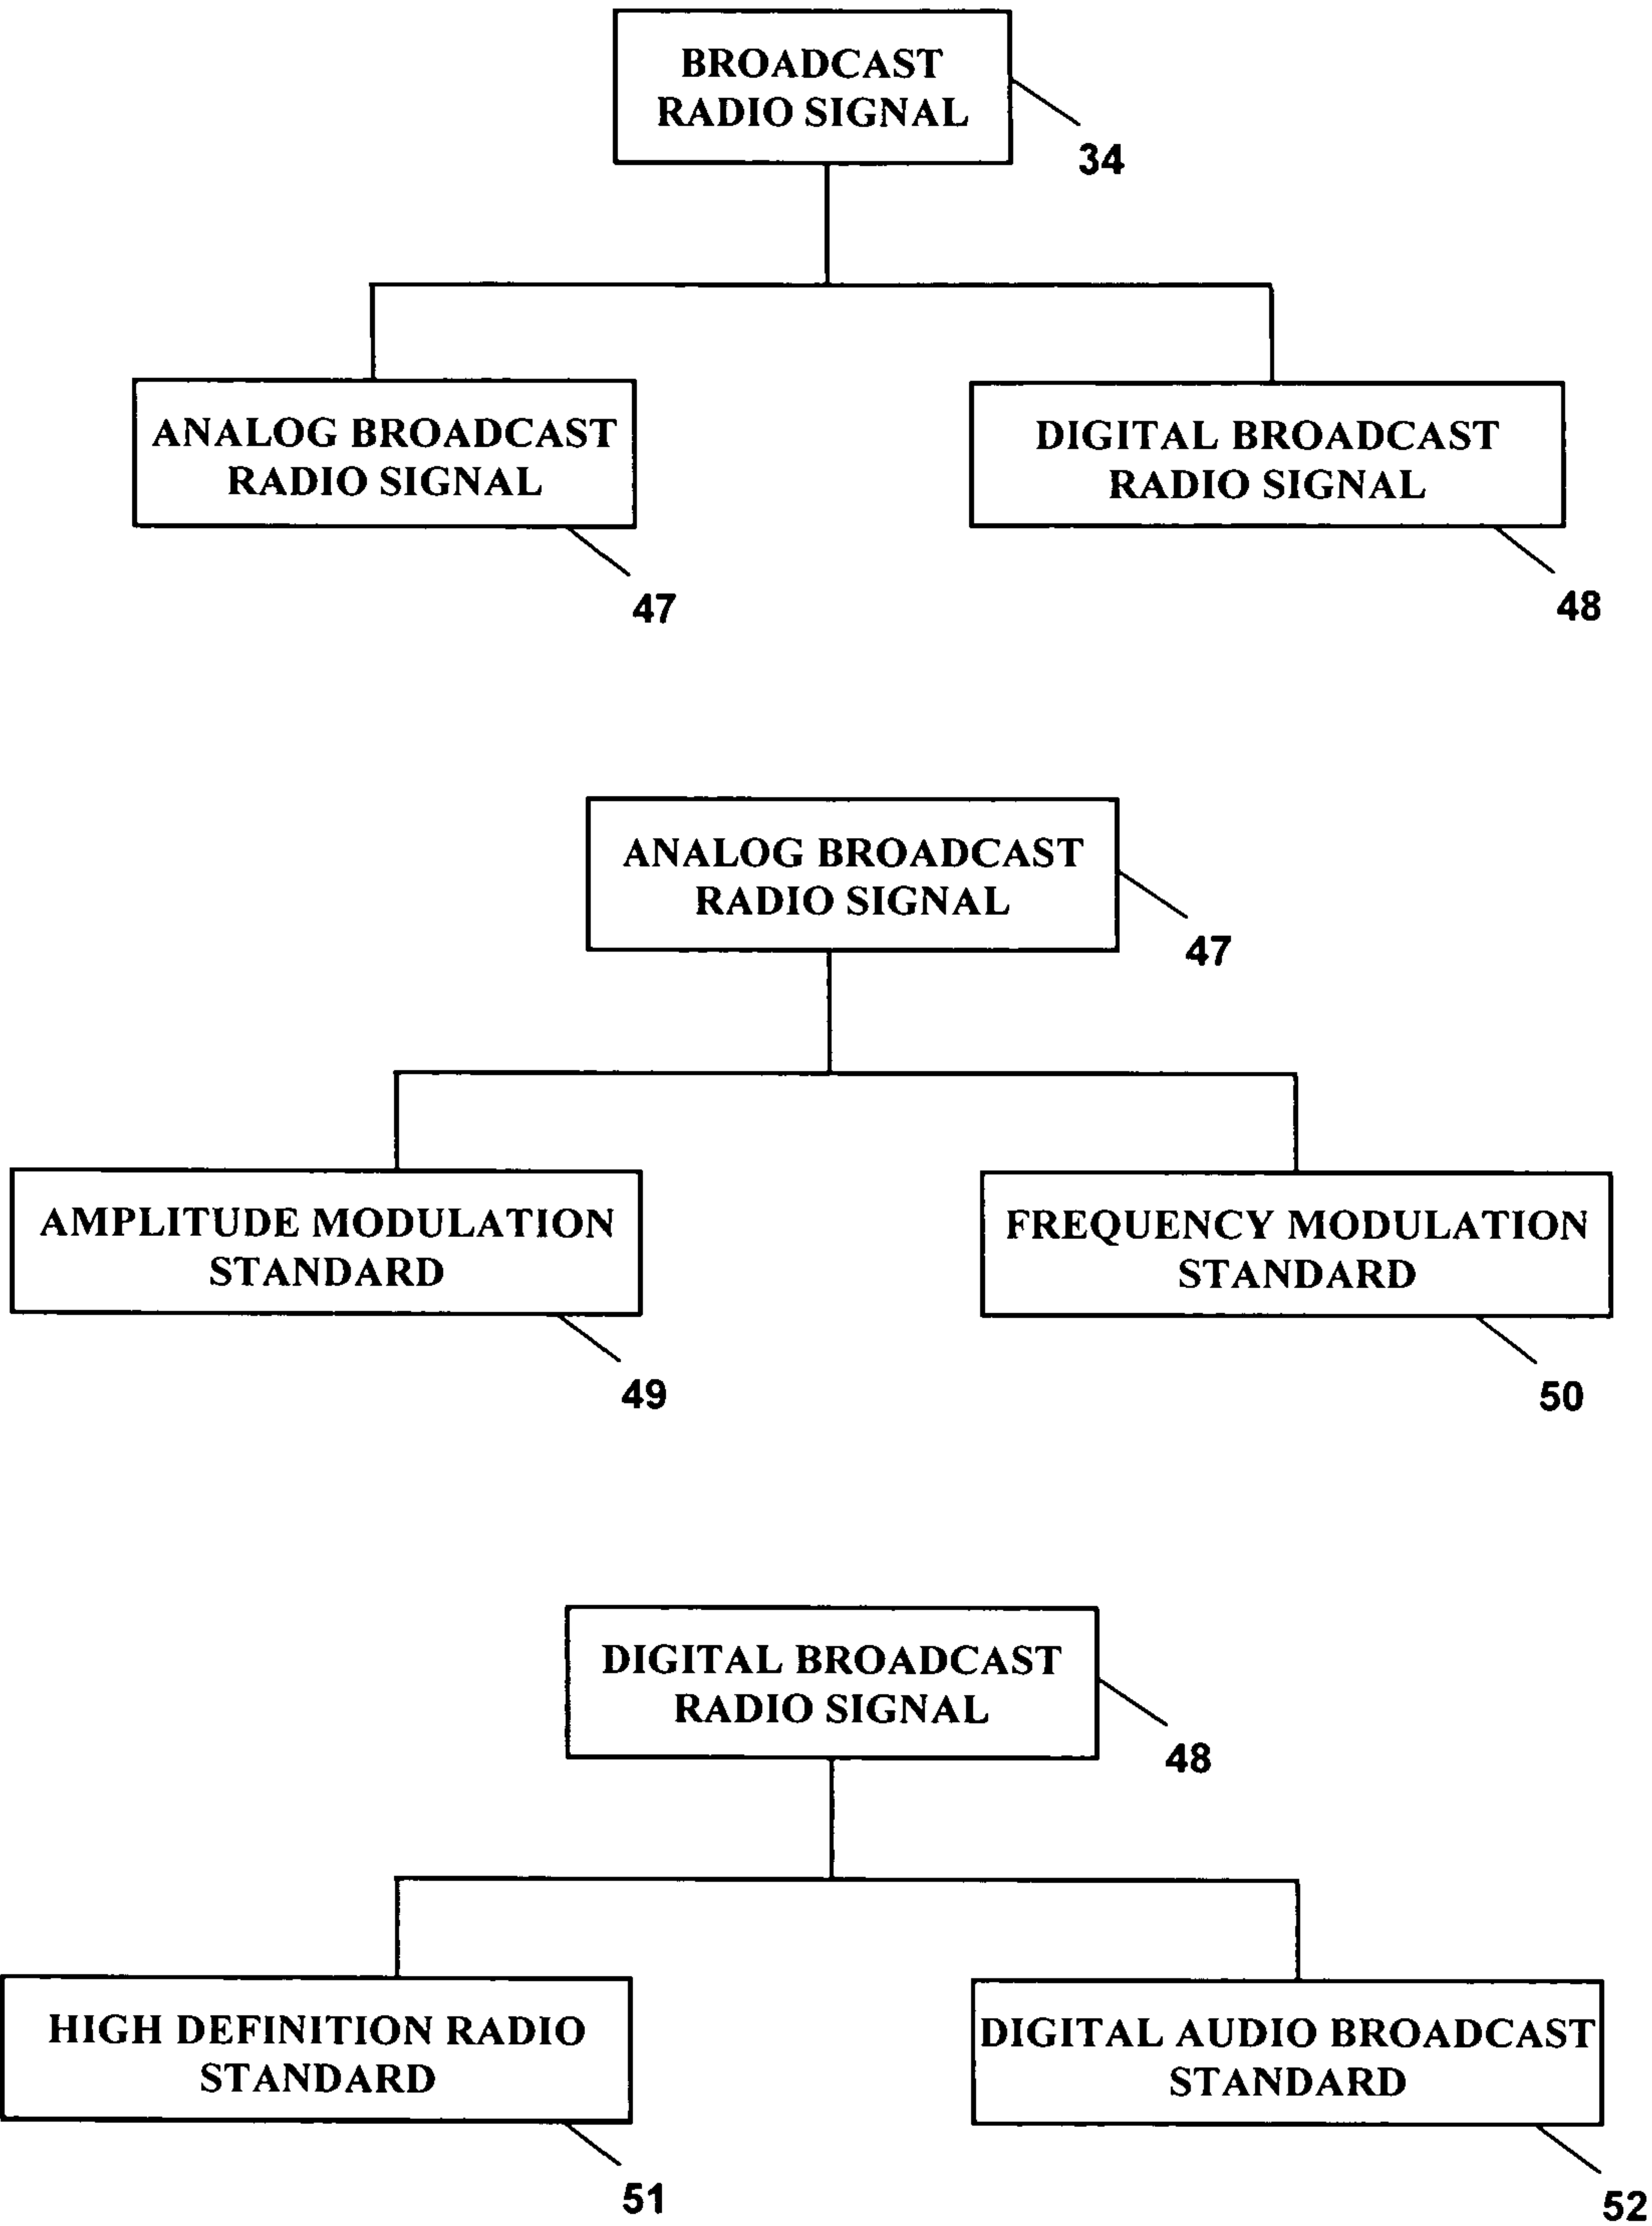 BROADCAST
RADIO SIGNAL
34
ANALOG BROADCAST
RADIO SIGNAL
47
DIGITAL BROADCAST
RADIO SIGNAL
48
ANALOG BROADCAST
RADIO SIGNAL
47
AMPLITUDE MODULATION
STANDARD
49
FREQUENCY MODULATION
STANDARD
50
DIGITAL BROADCAST
RADIO SIGNAL
48
HIGH DEFINITION RADIO
STANDARD
51
DIGITAL AUDIO BROADCAST
STANDARD
52